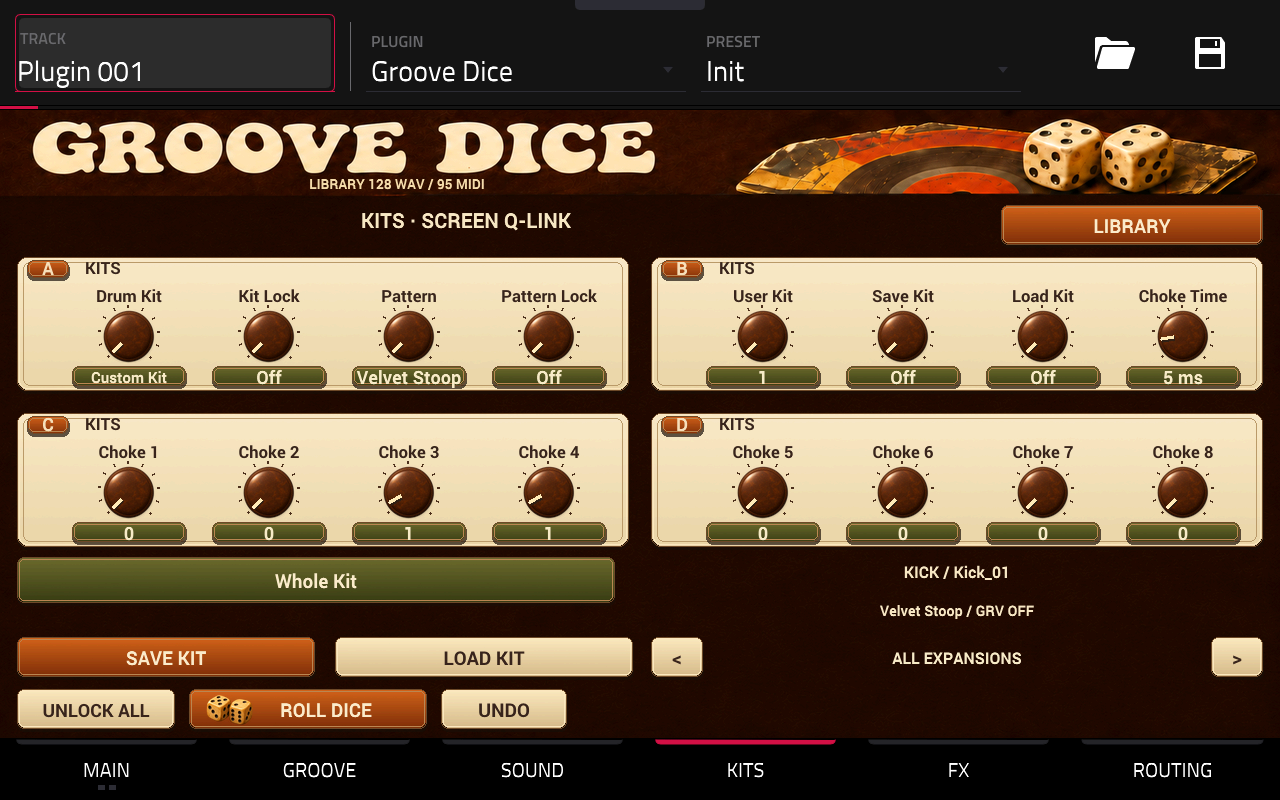 TRACK
Plugin 001
PLUGIN
Groove Dice
PRESET
Init
GROOVE DICE
LIBRARY 128 WAV / 95 MIDI
KITS · SCREEN Q-LINK
LIBRARY
A KITS
Drum Kit Kit Lock Pattern Pattern Lock
Custom Kit Off Velvet Stoop Off
B KITS
User Kit Save Kit Load Kit Choke Time
1 Off Off 5 ms
C KITS
Choke 1 Choke 2 Choke 3 Choke 4
0 0 1 1
D KITS
Choke 5 Choke 6 Choke 7 Choke 8
0 0 0 0
Whole Kit
KICK / Kick_01
Velvet Stoop / GRV OFF
SAVE KIT LOAD KIT < ALL EXPANSIONS >
UNLOCK ALL ROLL DICE UNDO
MAIN GROOVE SOUND KITS FX ROUTING